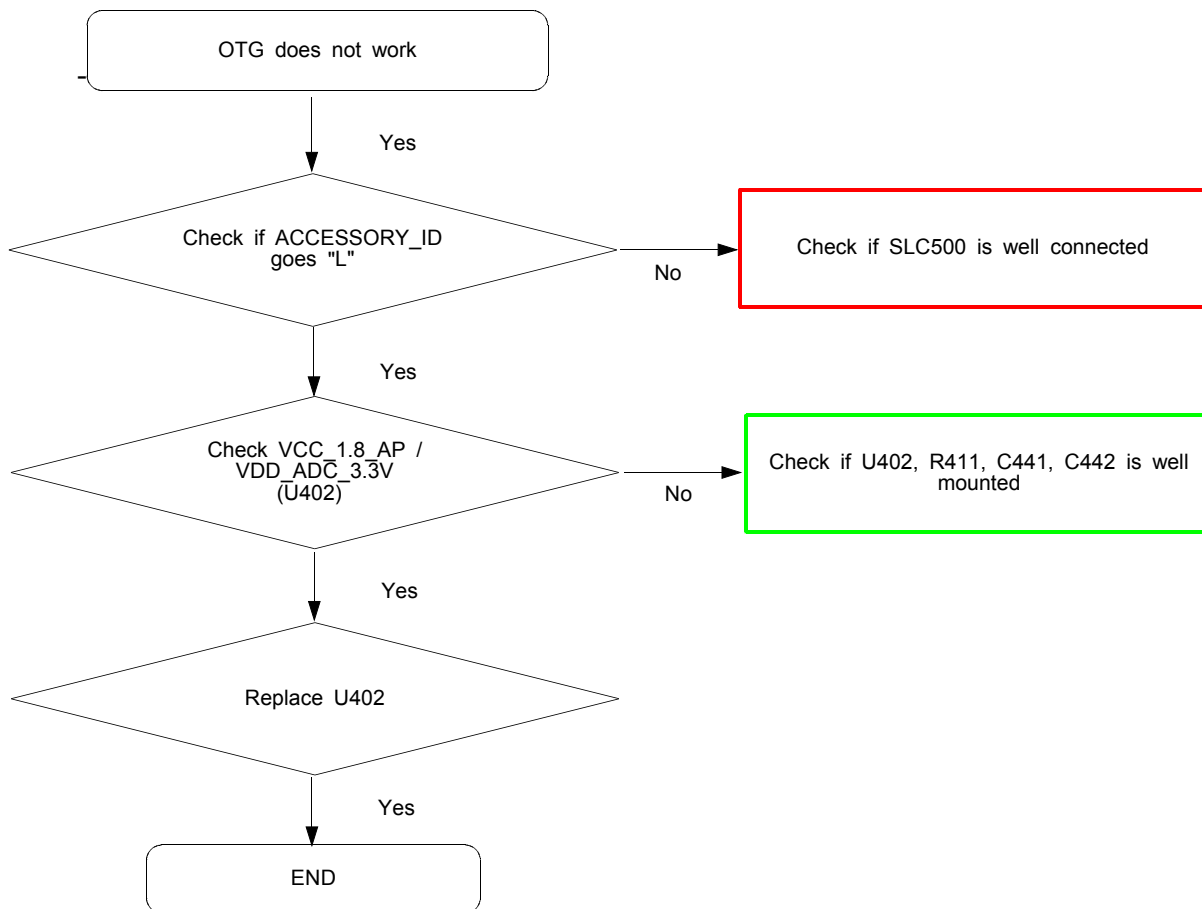 OTG does not work
-
Yes
Check if ACCESSORY_ID
goes "L"
No
Check if SLC500 is well connected
Yes
Check VCC_1.8_AP /
VDD_ADC_3.3V
(U402)
No
Check if U402, R411, C441, C442 is well
mounted
Yes
Replace U402
Yes
END